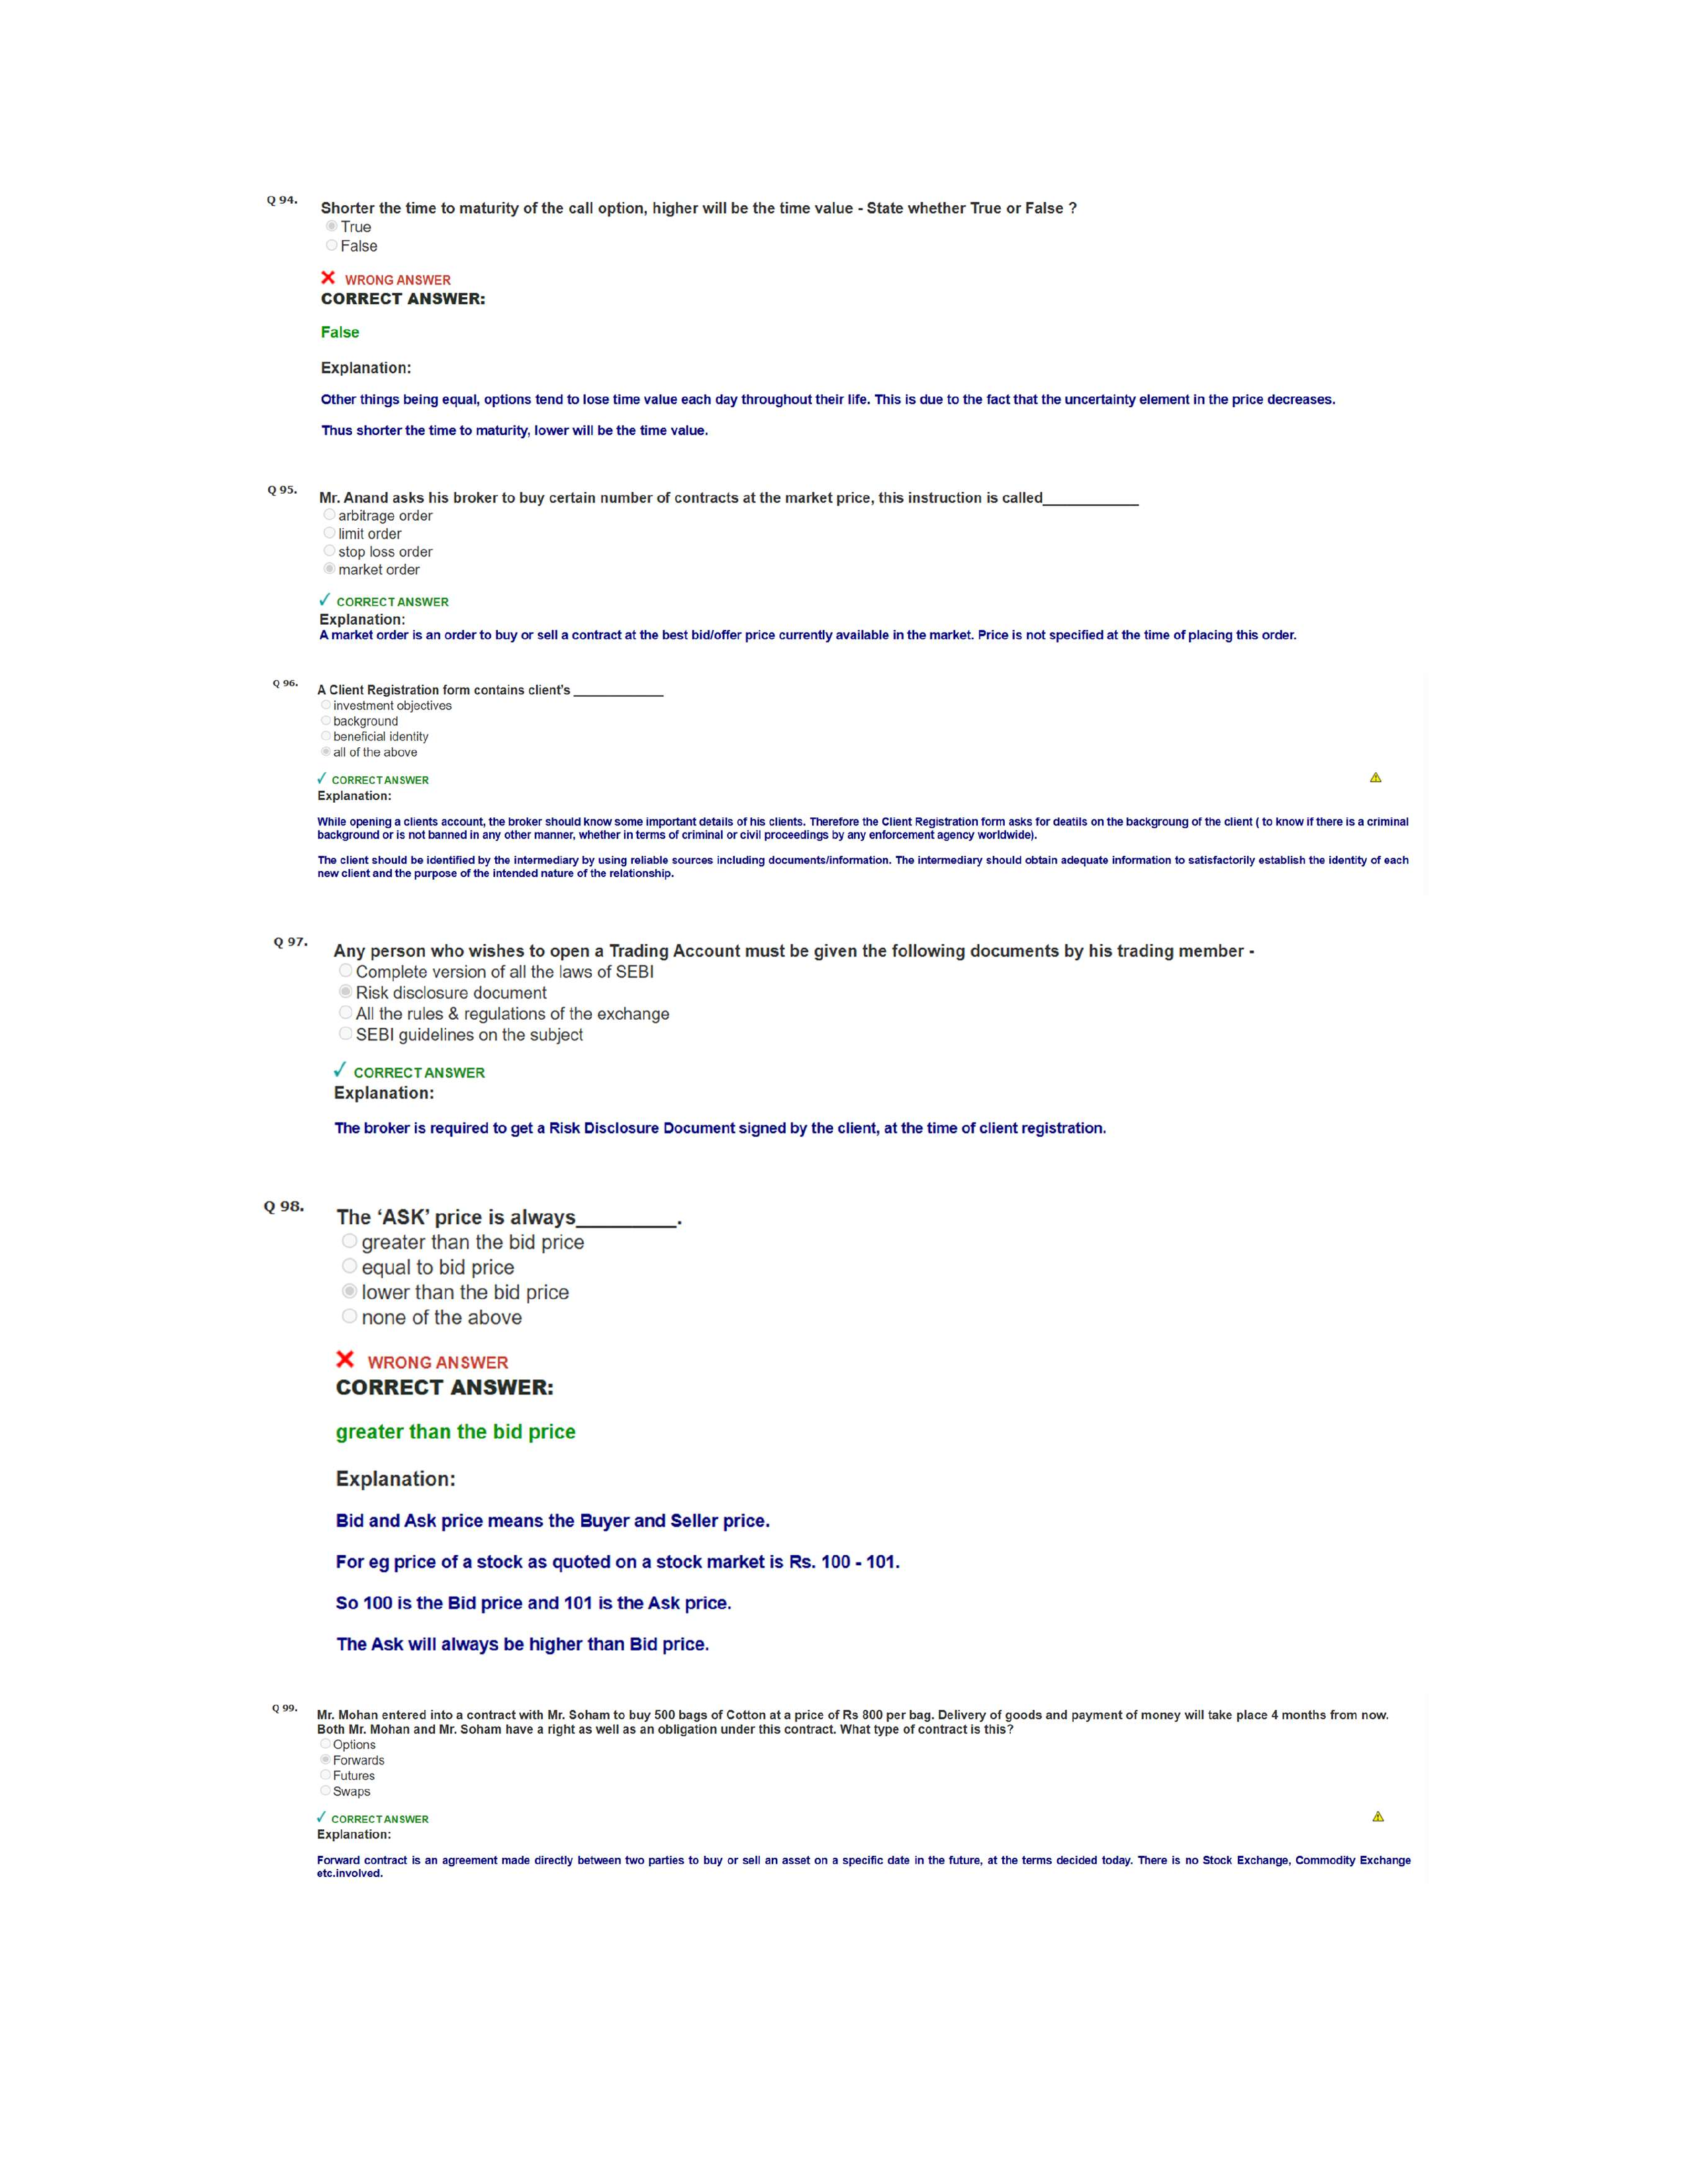 Q 94.
Shorter the time to maturity of the call option, higher will be the time value - State whether True or False ?
True
False
WRONG ANSWER
CORRECT ANSWER:
False
Explanation:
Other things being equal, options tend to lose time value each day throughout their life. This is due to the fact that the uncertainty element in the price decreases.
Thus shorter the time to maturity, lower will be the time value.
Q 95.
Mr. Anand asks his broker to buy certain number of contracts at the market price, this instruction is called____________
arbitrage order
limit order
stop loss order
market order
✓ CORRECT ANSWER
Explanation:
A market order is an order to buy or sell a contract at the best bid/offer price currently available in the market. Price is not specified at the time of placing this order.
Q 96.
A Client Registration form contains client's ____________
investment objectives
background
beneficial identity
all of the above
✓ CORRECT ANSWER
Explanation:
While opening a clients account, the broker should know some important details of his clients. Therefore the Client Registration form asks for deatils on the backgroung of the client ( to know if there is a criminal
background or is not banned in any other manner, whether in terms of criminal or civil proceedings by any enforcement agency worldwide).
The client should be identified by the intermediary by using reliable sources including documents/information. The intermediary should obtain adequate information to satisfactorily establish the identity of each
new client and the purpose of the intended nature of the relationship.
Q 97.
Any person who wishes to open a Trading Account must be given the following documents by his trading member -
Complete version of all the laws of SEBI
Risk disclosure document
All the rules & regulations of the exchange
SEBI guidelines on the subject
✓ CORRECT ANSWER
Explanation:
The broker is required to get a Risk Disclosure Document signed by the client, at the time of client registration.
Q 98.
The ‘ASK’ price is always_________.
greater than the bid price
equal to bid price
lower than the bid price
none of the above
WRONG ANSWER
CORRECT ANSWER:
greater than the bid price
Explanation:
Bid and Ask price means the Buyer and Seller price.
For eg price of a stock as quoted on a stock market is Rs. 100 - 101.
So 100 is the Bid price and 101 is the Ask price.
The Ask will always be higher than Bid price.
Q 99.
Mr. Mohan entered into a contract with Mr. Soham to buy 500 bags of Cotton at a price of Rs 800 per bag. Delivery of goods and payment of money will take place 4 months from now.
Both Mr. Mohan and Mr. Soham have a right as well as an obligation under this contract. What type of contract is this?
Options
Forwards
Futures
Swaps
✓ CORRECT ANSWER
Explanation:
Forward contract is an agreement made directly between two parties to buy or sell an asset on a specific date in the future, at the terms decided today. There is no Stock Exchange, Commodity Exchange
etc.involved.